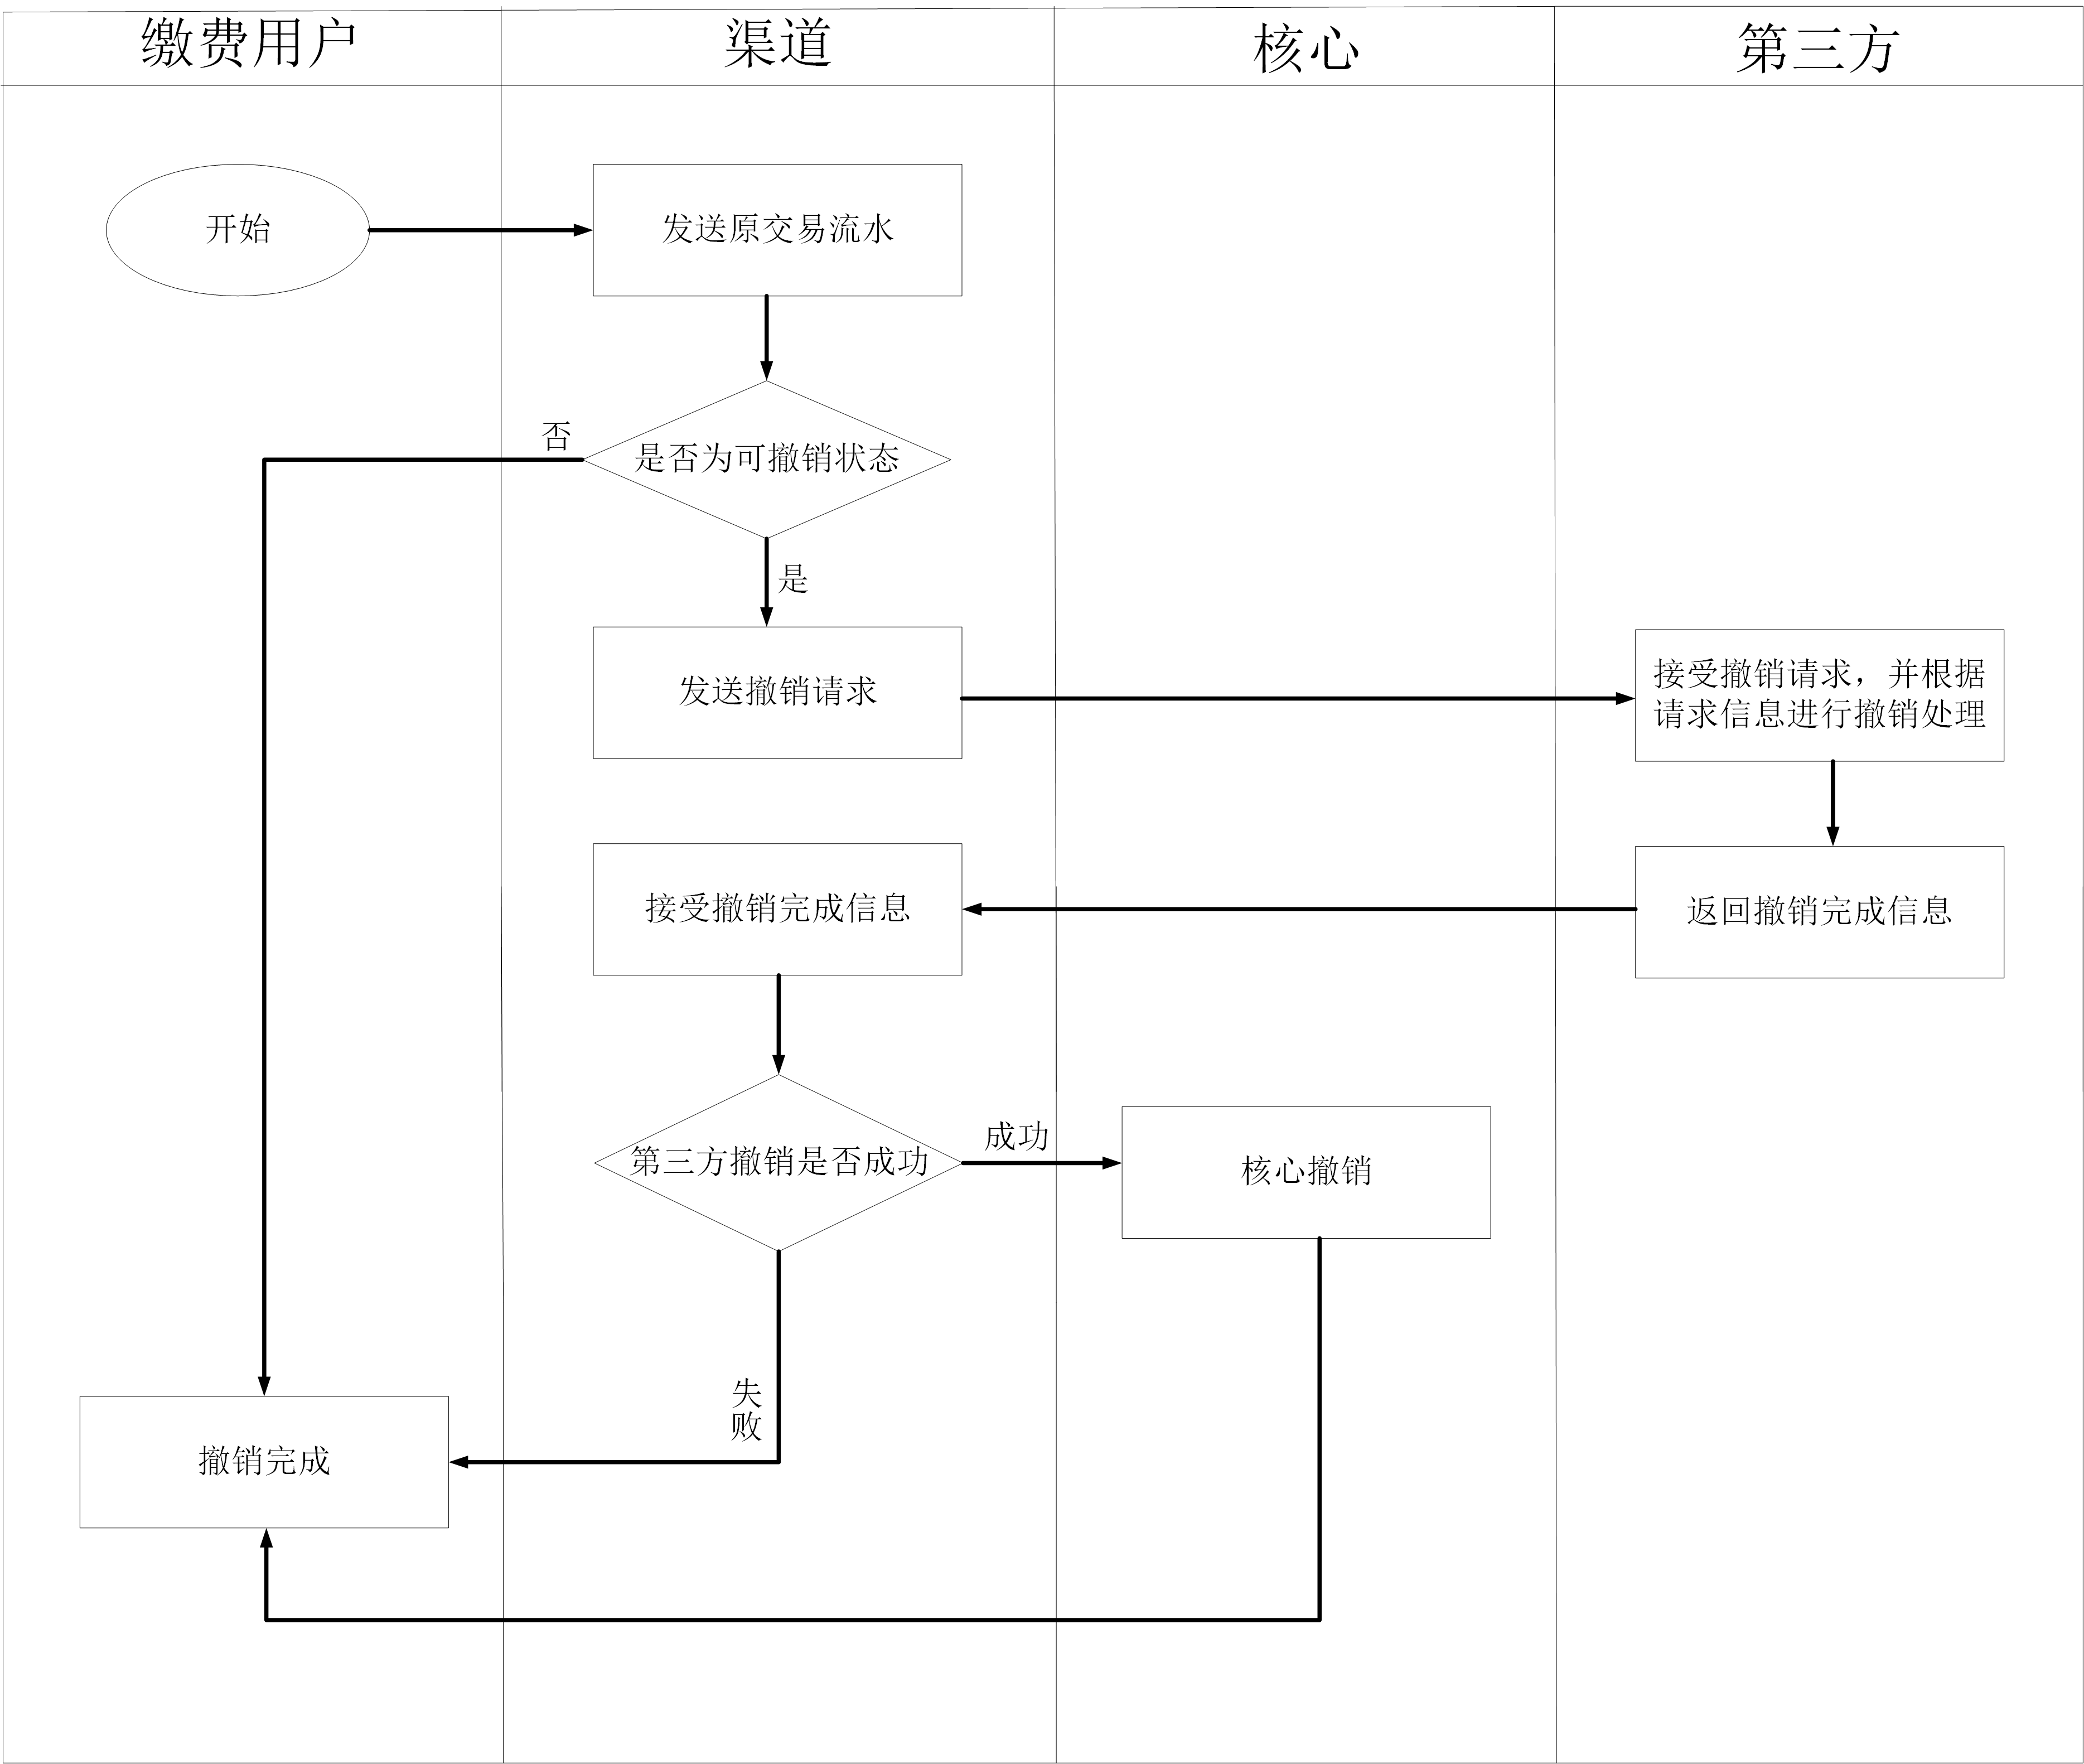 缴费用户
渠道
核心
第三方
开始
发送原交易流水
否
是否为可撤销状态
是
发送撤销请求
接受撤销请求，并根据
请求信息进行撤销处理
接受撤销完成信息
返回撤销完成信息
成功
第三方撤销是否成功
核心撤销
失
败
撤销完成